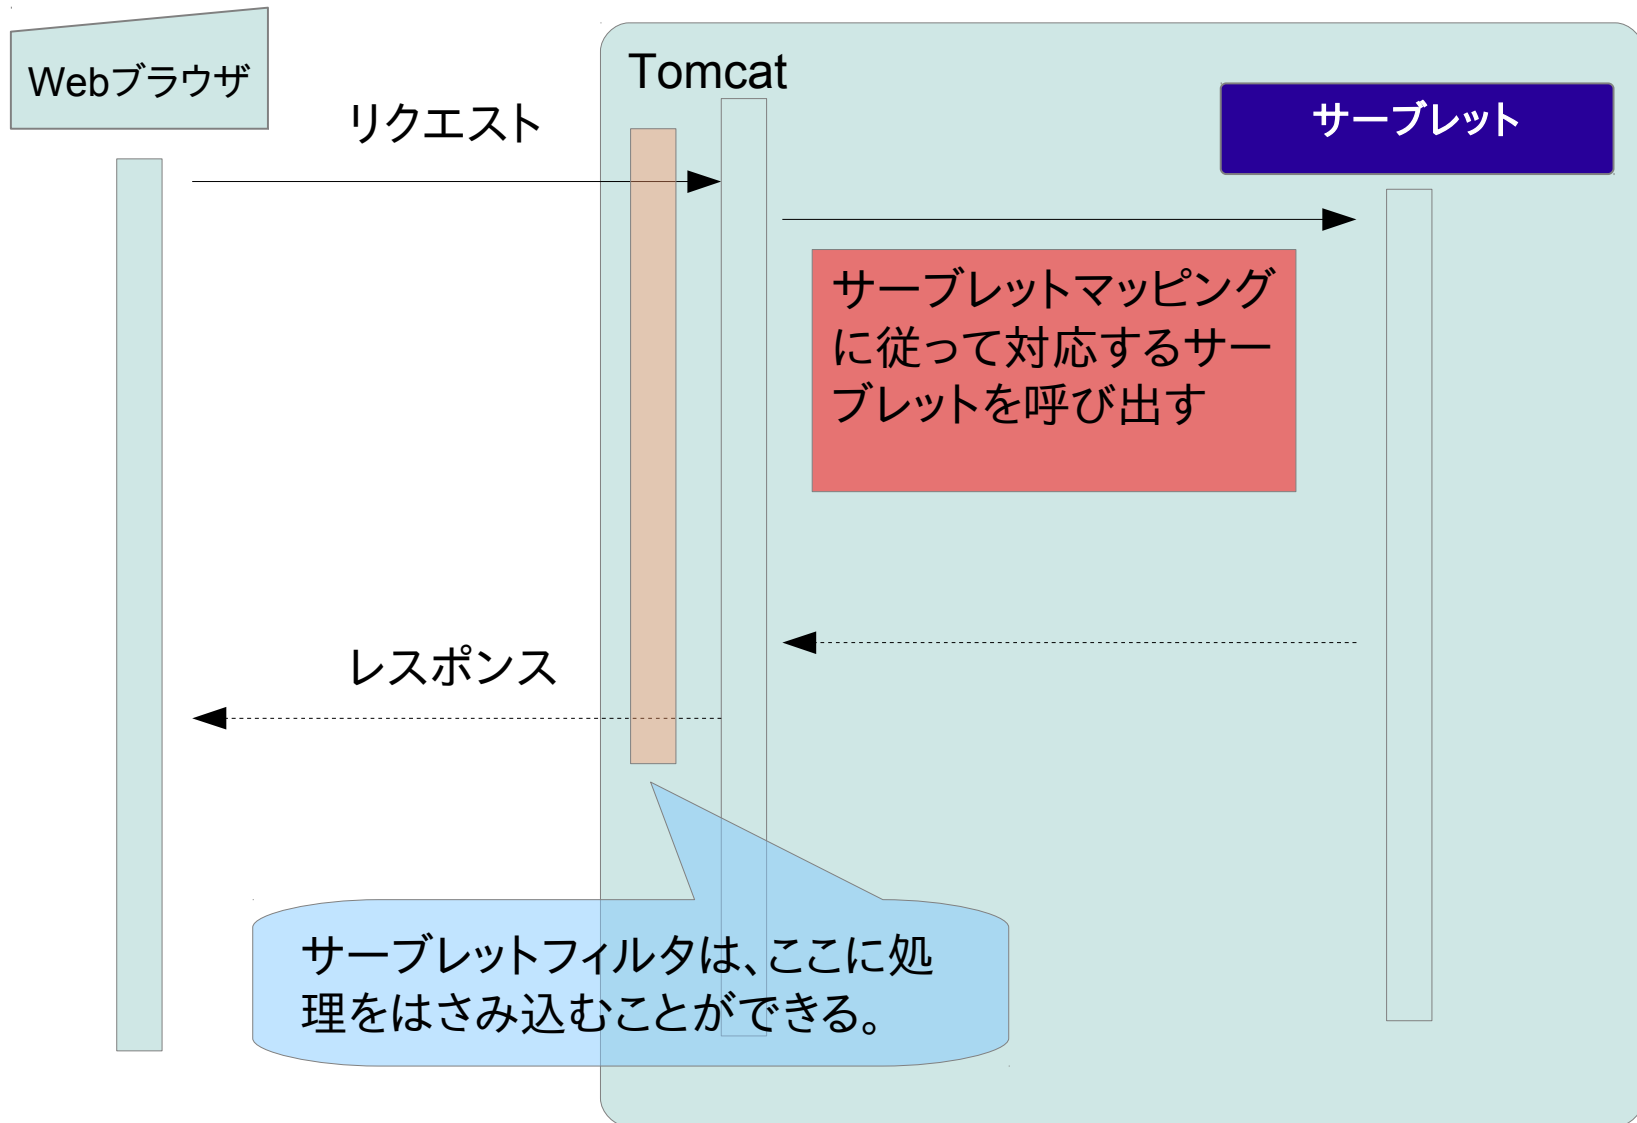 Webブラウザ
Tomcat
リクエスト
サーブレット
サーブレットマッピング
に従って対応するサー
ブレットを呼び出す
レスポンス
サーブレットフィルタは、ここに処
理をはさみ込むことができる。